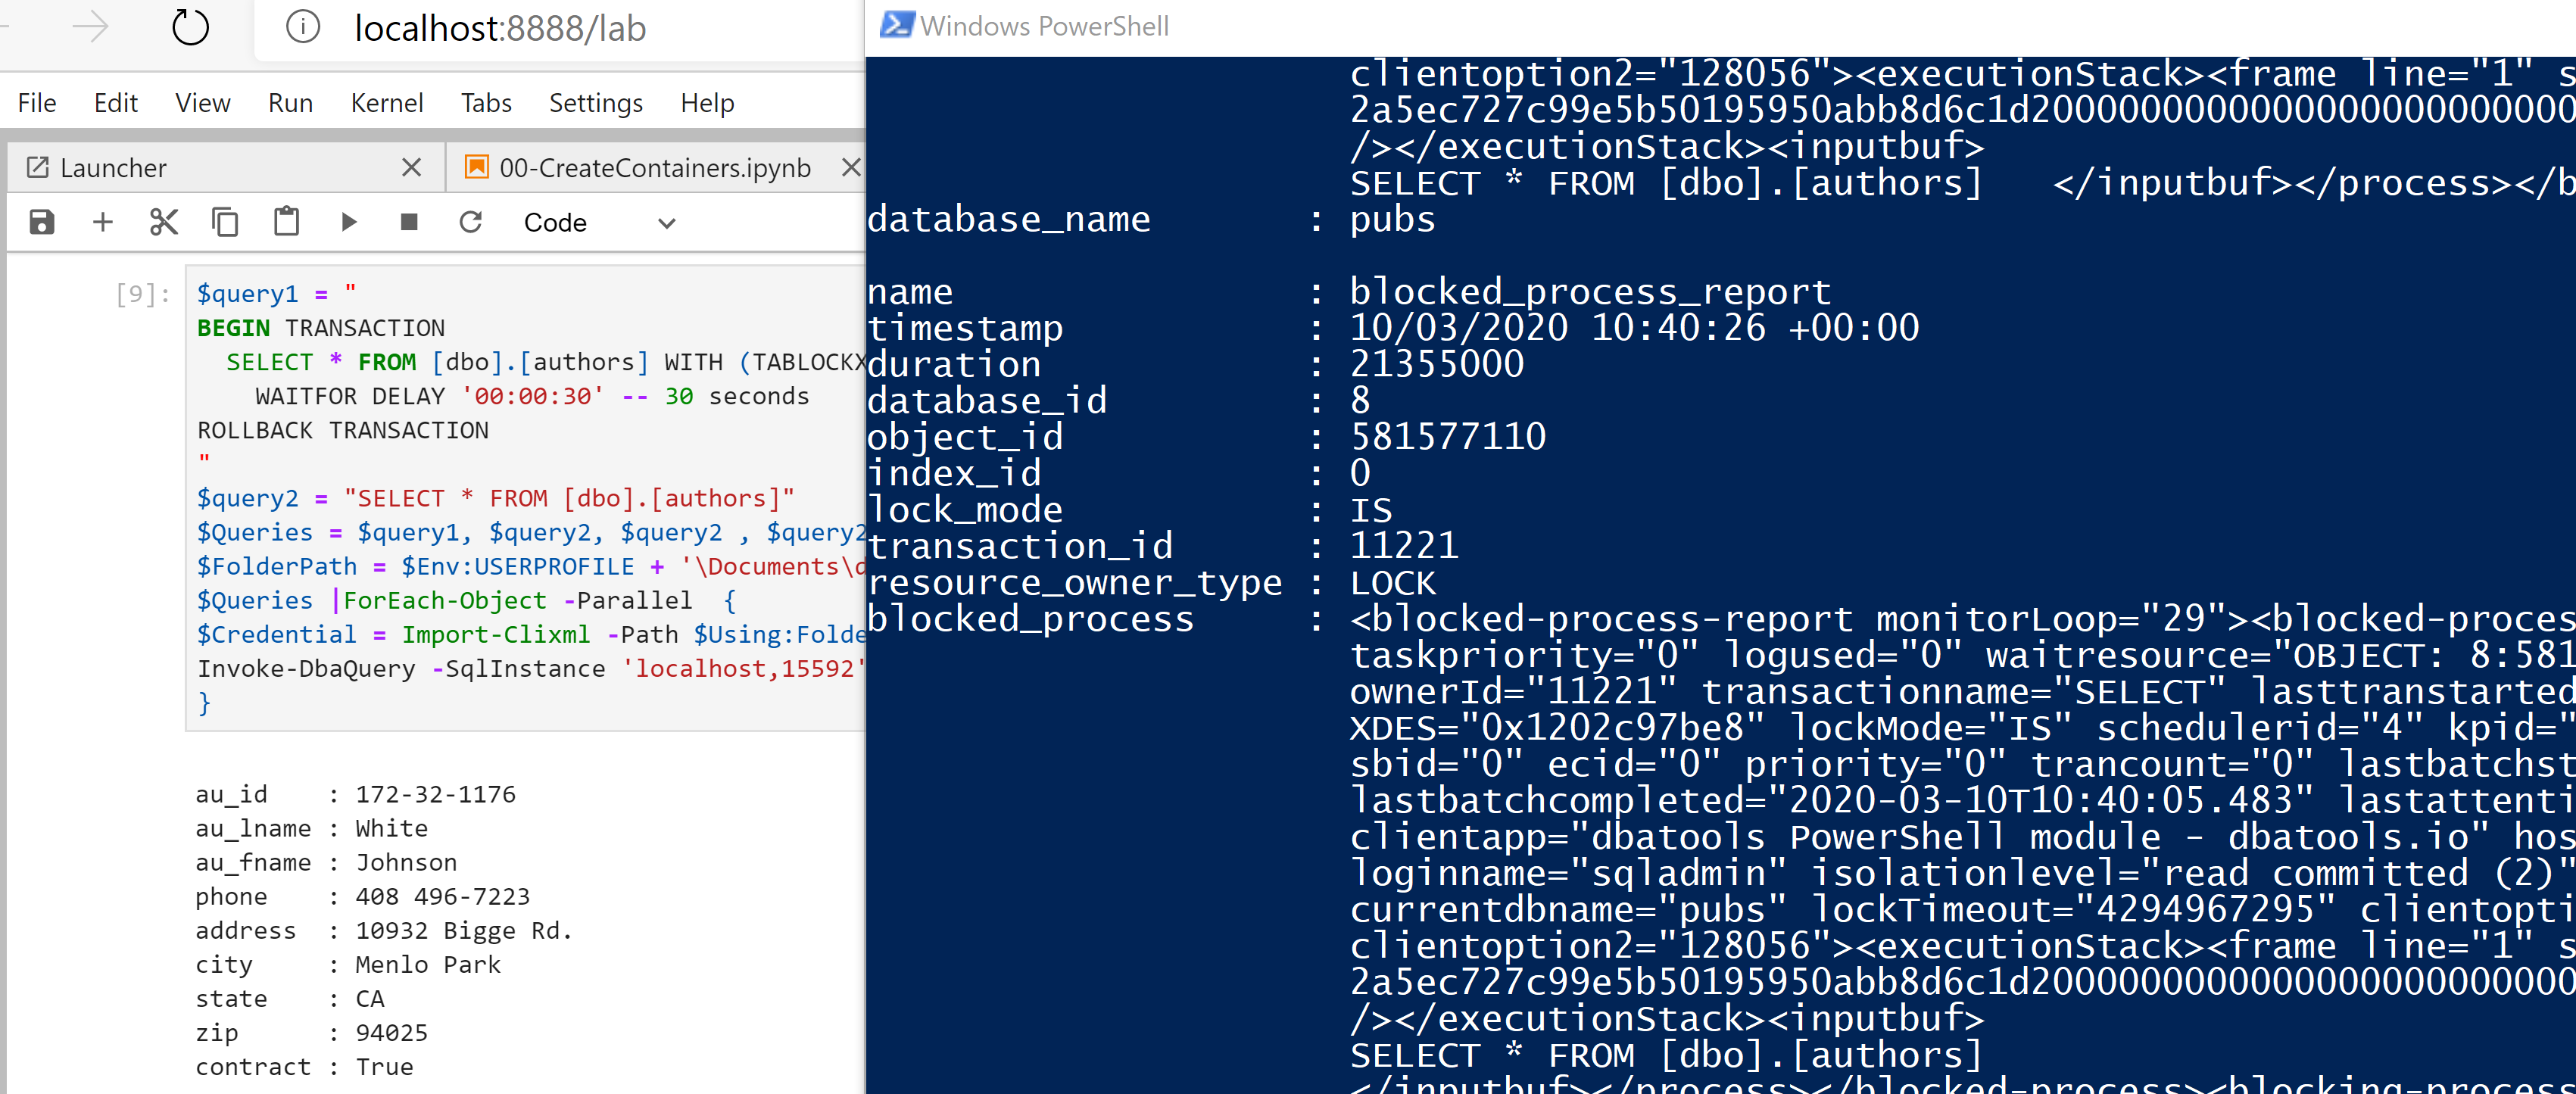 localhost:8888/lab
File Edit View Run Kernel Tabs Settings Help
Launcher
00-CreateContainers.ipynb
Code
[9]:
$query1 = "
BEGIN TRANSACTION
SELECT * FROM [dbo].[authors] WITH (TABLOCKX
WAITFOR DELAY '00:00:30' -- 30 seconds
ROLLBACK TRANSACTION
"
$query2 = "SELECT * FROM [dbo].[authors]"
$Queries = $query1, $query2, $query2 , $query2
$FolderPath = $Env:USERPROFILE + '\Documents\d
$Queries |ForEach-Object -Parallel {
$Credential = Import-Clixml -Path $Using:Folde
Invoke-DbaQuery -SqlInstance 'localhost,15592'
}
au_id : 172-32-1176
au_lname : White
au_fname : Johnson
phone : 408 496-7223
address : 10932 Bigge Rd.
city : Menlo Park
state : CA
zip : 94025
contract : True
Windows PowerShell
clientoption2="128056"><executionStack><frame line="1" s
2a5ec727c99e5b50195950abb8d6c1d20000000000000000000000000
/></executionStack><inputbuf>
SELECT * FROM [dbo].[authors] </inputbuf></process></b
database_name : pubs
name : blocked_process_report
timestamp : 10/03/2020 10:40:26 +00:00
duration : 21355000
database_id : 8
object_id : 581577110
index_id : 0
lock_mode : IS
transaction_id : 11221
resource_owner_type : LOCK
blocked_process : <blocked-process-report monitorLoop="29"><blocked-proces
taskpriority="0" logused="0" waitresource="OBJECT: 8:581
ownerId="11221" transactionname="SELECT" lasttranstarted
XDES="0x1202c97be8" lockMode="IS" schedulerid="4" kpid="
sbid="0" ecid="0" priority="0" trancount="0" lastbatchst
lastbatchcompleted="2020-03-10T10:40:05.483" lastattenti
clientapp="dbatools PowerShell module - dbatools.io" hos
loginname="sqladmin" isolationlevel="read committed (2)"
currentdbname="pubs" lockTimeout="4294967295" clientopti
clientoption2="128056"><executionStack><frame line="1" s
2a5ec727c99e5b50195950abb8d6c1d20000000000000000000000000
/></executionStack><inputbuf>
SELECT * FROM [dbo].[authors]
</inputbuf></process></blocked-process><blocking-process